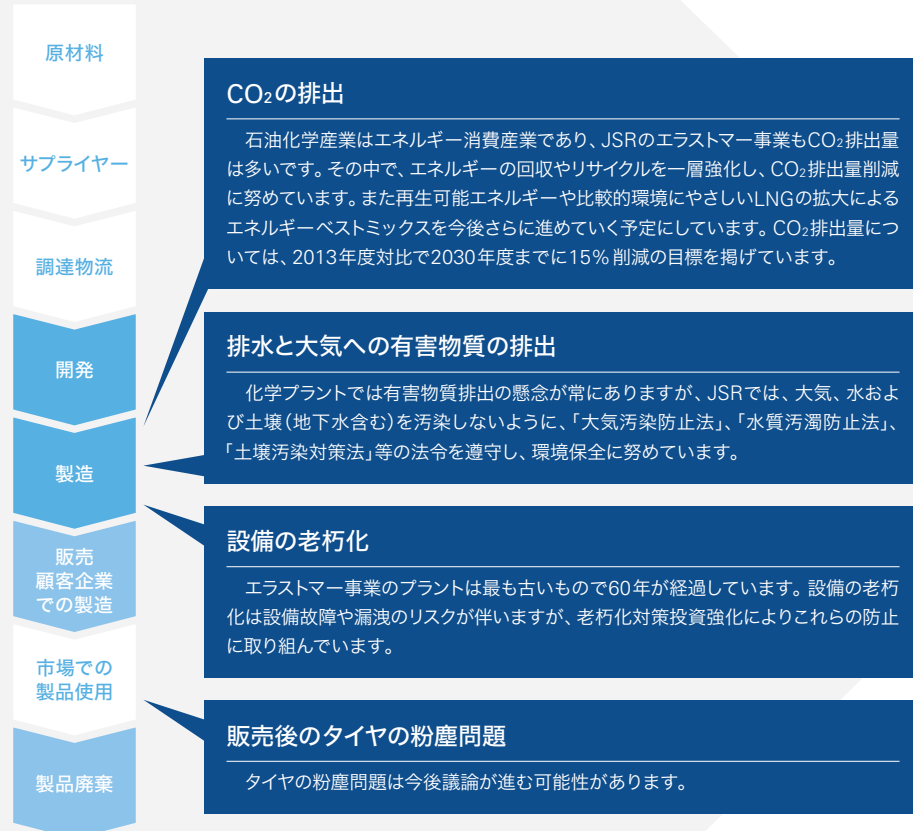 原材料
サプライヤー
調達物流
開発
製造
販売
顧客企業
での製造
市場での
製品使用
製品廃棄
CO₂の排出
石油化学産業はエネルギー消費産業であり、JSRのエラストマー事業もCO₂排出量
は多いです。その中で、エネルギーの回収やリサイクルを一層強化し、CO₂排出量削減
に努めています。また再生可能エネルギーや比較的環境にやさしいLNGの拡大による
エネルギーベストミックスを今後さらに進めていく予定にしています。CO₂排出量につ
いては、2013年度対比で2030年度までに15%削減の目標を掲げています。
排水と大気への有害物質の排出
化学プラントでは有害物質排出の懸念が常にありますが、JSRでは、大気、水およ
び土壌(地下水含む)を汚染しないように、「大気汚染防止法」、「水質汚濁防止法」、
「土壌汚染対策法」等の法令を遵守し、環境保全に努めています。
設備の老朽化
エラストマー事業のプラントは最も古いもので60年が経過しています。設備の老朽
化は設備故障や漏洩のリスクが伴いますが、老朽化対策投資強化によりこれらの防止
に取り組んでいます。
販売後のタイヤの粉塵問題
タイヤの粉塵問題は今後議論が進む可能性があります。